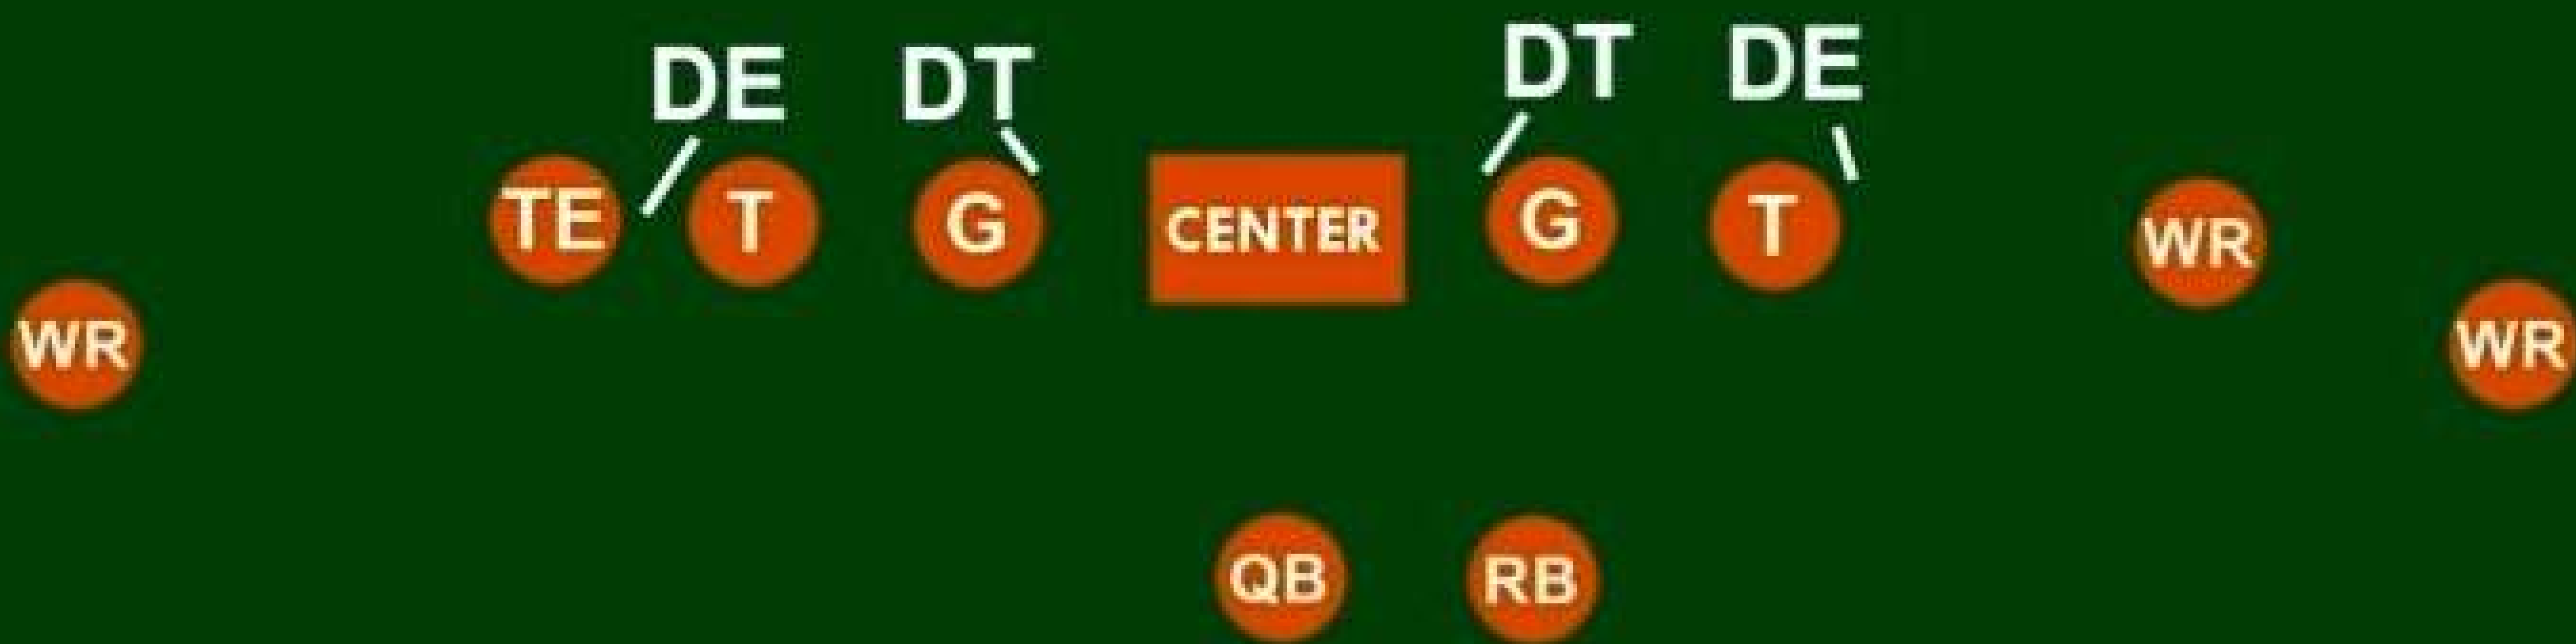 DE DT DT DE
TE T G CENTER G T WR
WR WR
QB RB